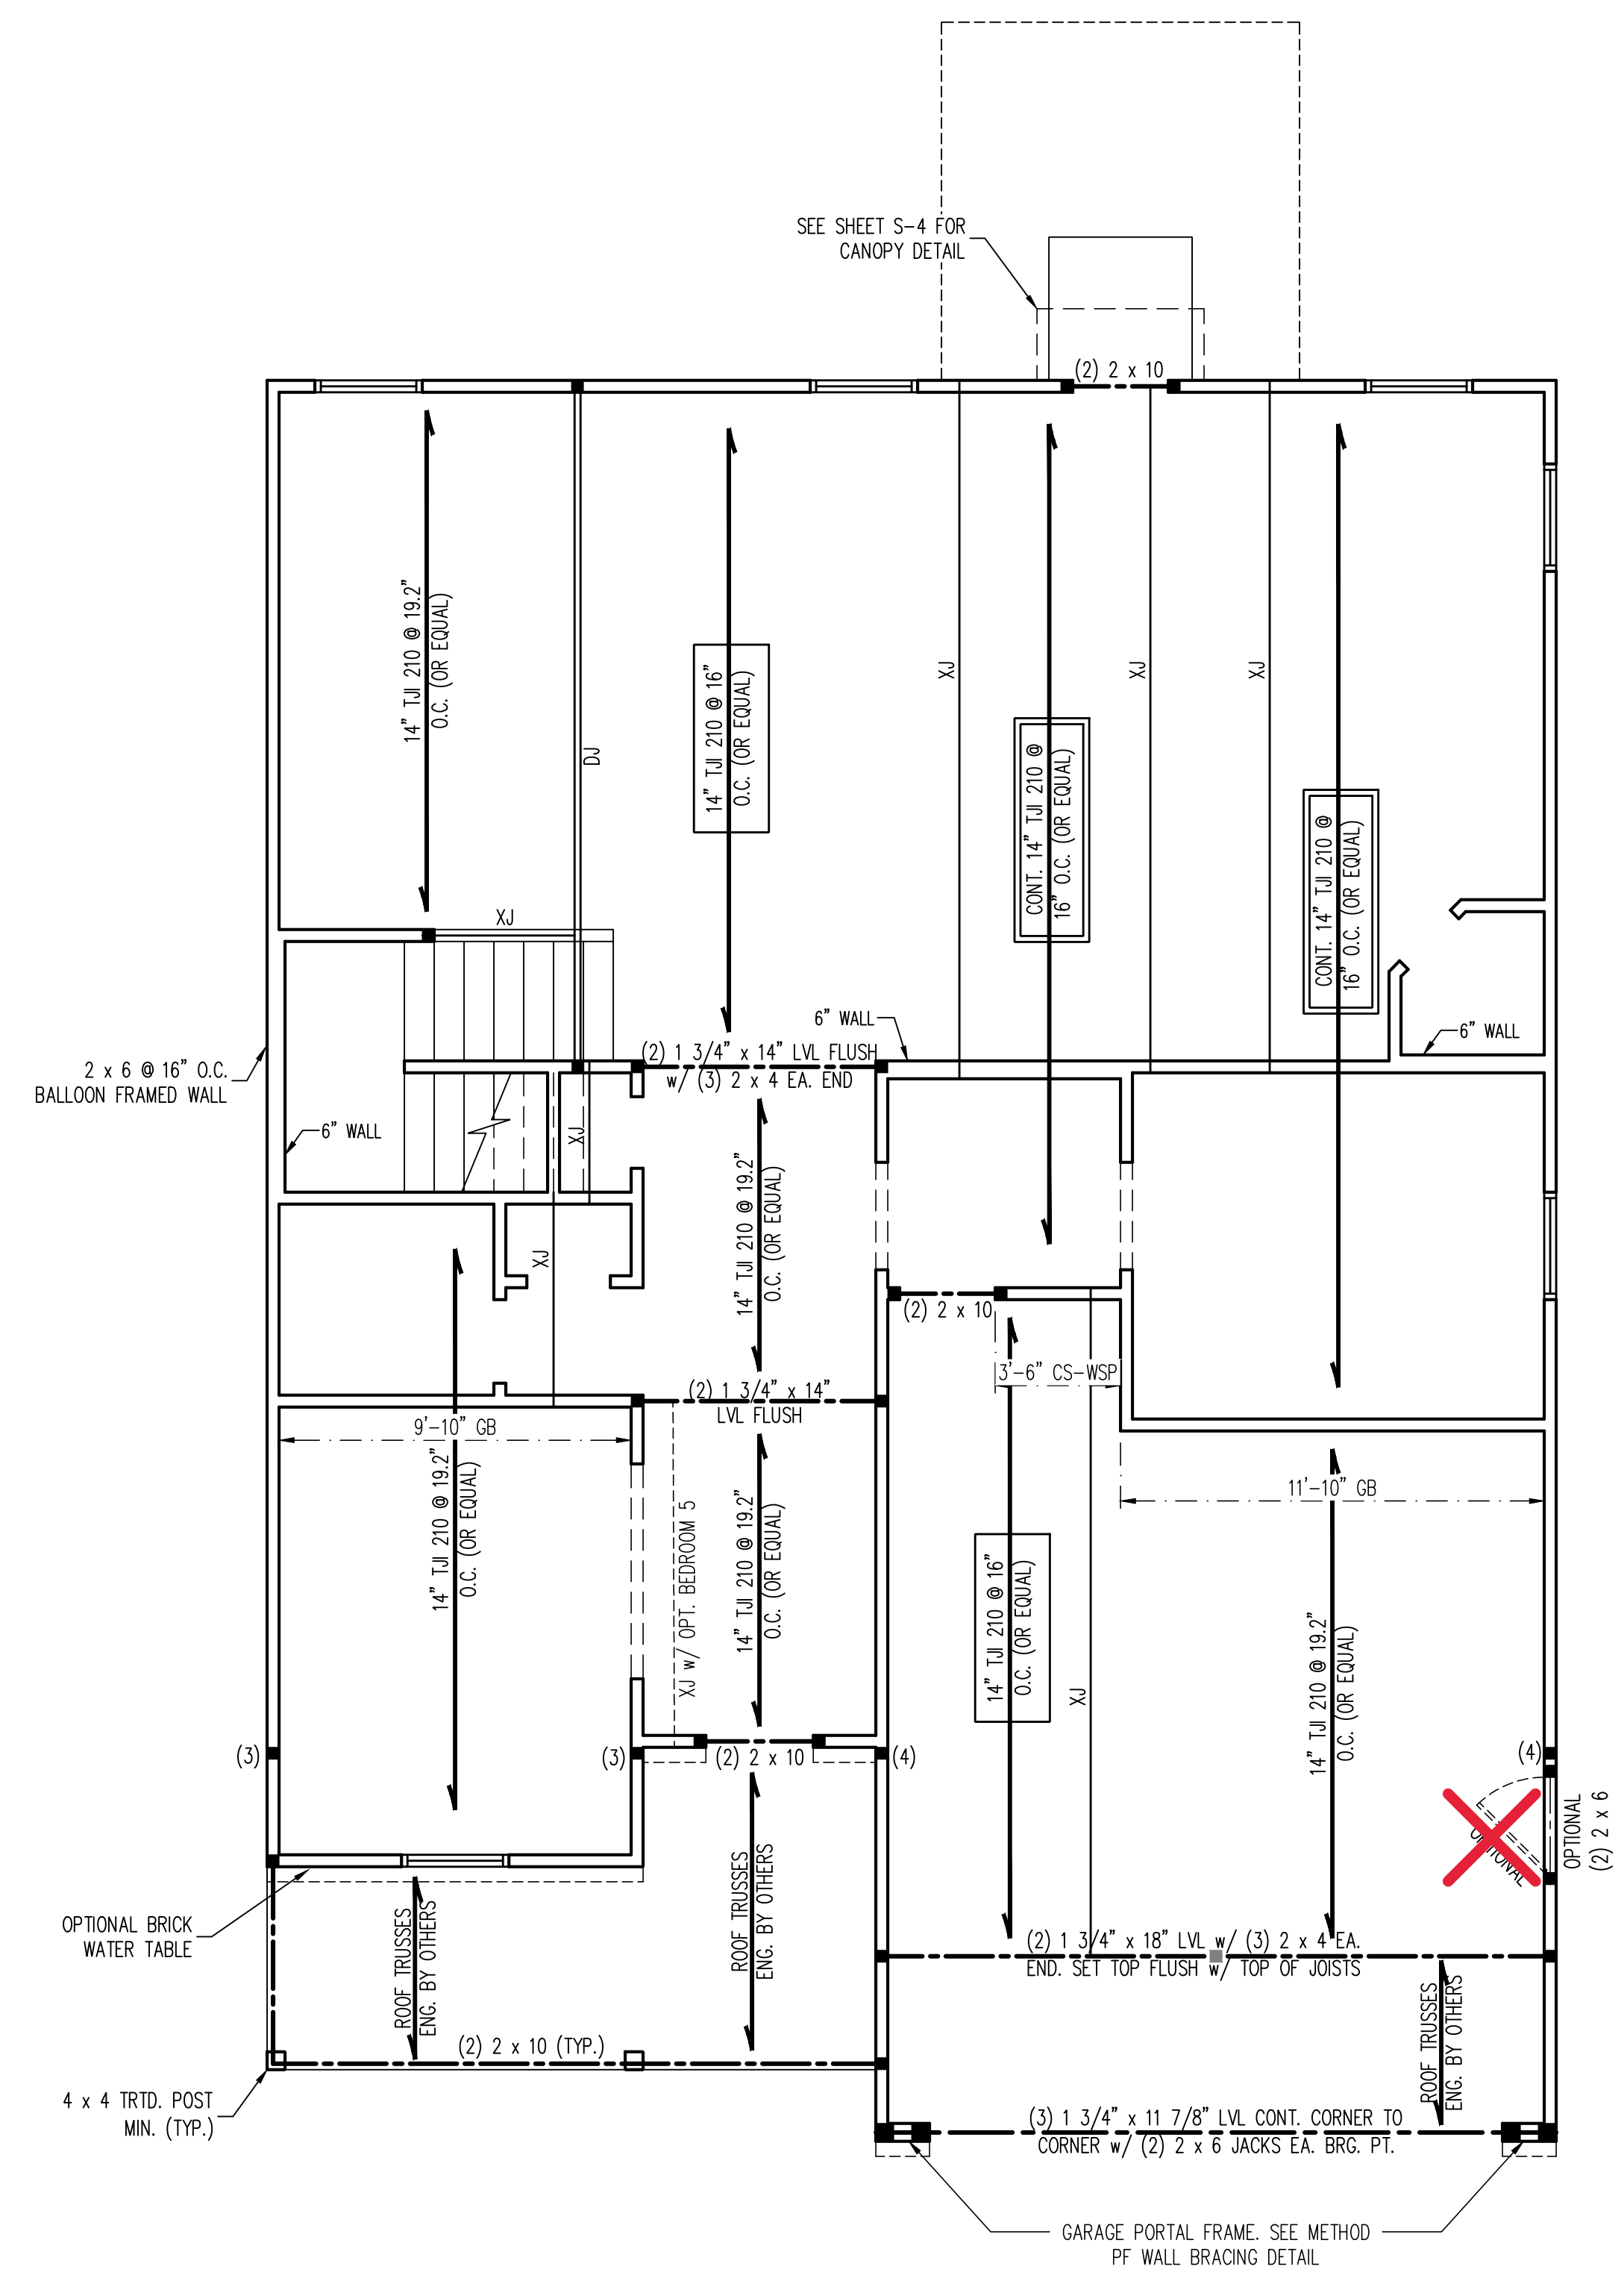 SEE SHEET S-4 FOR
CANOPY DETAIL
(2) 2 x 10
14" TJI 210 @ 19.2"
O.C. (OR EQUAL)
DJ
14" TJI 210 @ 16"
O.C. (OR EQUAL)
XJ
CONT. 14" TJI 210 @
16" O.C. (OR EQUAL)
XJ
XJ
CONT. 14" TJI 210 @
16" O.C. (OR EQUAL)
XJ
2 x 6 @ 16" O.C.
BALLOON FRAMED WALL
6" WALL
6" WALL
6" WALL
(2) 1 3/4" x 14" LVL FLUSH
w/ (3) 2 x 4 EA. END
XJ
XJ
14" TJI 210 @ 19.2"
O.C. (OR EQUAL)
(2) 2 x 10
3'-6" CS-WSP
(2) 1 3/4" x 14"
LVL FLUSH
9'-10" GB
14" TJI 210 @ 19.2"
O.C. (OR EQUAL)
XJ w/ OPT. BEDROOM 5
14" TJI 210 @ 19.2"
O.C. (OR EQUAL)
11'-10" GB
14" TJI 210 @ 16"
O.C. (OR EQUAL)
XJ
14" TJI 210 @ 19.2"
O.C. (OR EQUAL)
(3)
(3)
(2) 2 x 10
(4)
(4)
OPTIONAL
OPTIONAL
(2) 2 x 6
OPTIONAL BRICK
WATER TABLE
ROOF TRUSSES
ENG. BY OTHERS
ROOF TRUSSES
ENG. BY OTHERS
(2) 1 3/4" x 18" LVL w/ (3) 2 x 4 EA.
END. SET TOP FLUSH w/ TOP OF JOISTS
ROOF TRUSSES
ENG. BY OTHERS
(2) 2 x 10 (TYP.)
4 x 4 TRTD. POST
MIN. (TYP.)
(3) 1 3/4" x 11 7/8" LVL CONT. CORNER TO
CORNER w/ (2) 2 x 6 JACKS EA. BRG. PT.
GARAGE PORTAL FRAME. SEE METHOD
PF WALL BRACING DETAIL